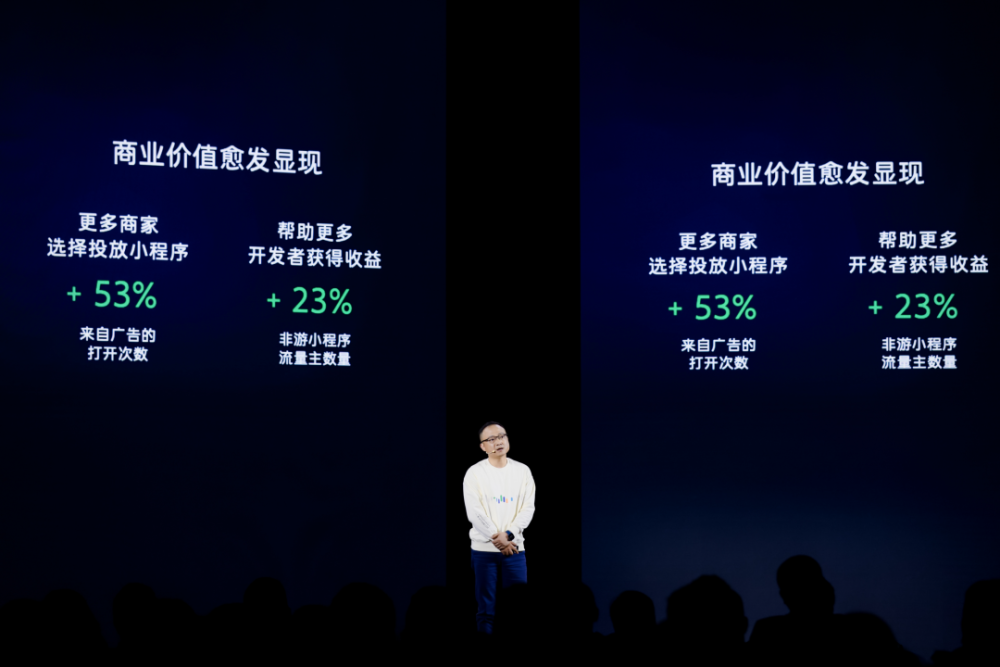 商业价值愈发显现
更多商家
选择投放小程序
+ 53%
来自广告的
打开次数
帮助更多
开发者获得收益
+ 23%
非游小程序
流量主数量
商业价值愈发显现
更多商家
选择投放小程序
+ 53%
来自广告的
打开次数
帮助更多
开发者获得收益
+ 23%
非游小程序
流量主数量